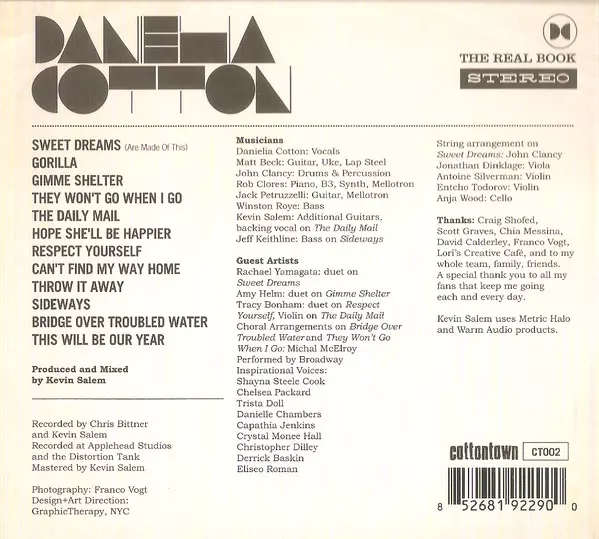 DANIELIA
COTTON
THE REAL BOOK
STEREO
SWEET DREAMS (Are Made Of This)
GORILLA
GIMME SHELTER
THEY WON'T GO WHEN I GO
THE DAILY MAIL
HOPE SHE'LL BE HAPPIER
RESPECT YOURSELF
CAN'T FIND MY WAY HOME
THROW IT AWAY
SIDEWAYS
BRIDGE OVER TROUBLED WATER
THIS WILL BE OUR YEAR
Produced and Mixed
by Kevin Salem
Recorded by Chris Bittner
and Kevin Salem
Recorded at Applehead Studios
and the Distortion Tank
Mastered by Kevin Salem
Photography: Franco Vogt
Design+Art Direction:
GraphicTherapy, NYC
Musicians
Danielia Cotton: Vocals
Matt Beck: Guitar, Uke, Lap Steel
John Clancy: Drums & Percussion
Rob Clores: Piano, B3, Synth, Mellotron
Jack Petruzzelli: Guitar, Mellotron
Winston Roye: Bass
Kevin Salem: Additional Guitars,
backing vocal on The Daily Mail
Jeff Keithline: Bass on Sideways
Guest Artists
Rachael Yamagata: duet on
Sweet Dreams
Amy Helm: duet on Gimme Shelter
Tracy Bonham: duet on Respect
Yourself, Violin on The Daily Mail
Choral Arrangements on Bridge Over
Troubled Water and They Won't Go
When I Go: Michal McElroy
Performed by Broadway
Inspirational Voices:
Shayna Steele Cook
Chelsea Packard
Trista Doll
Danielle Chambers
Capathia Jenkins
Crystal Monee Hall
Christopher Dilley
Derrick Baskin
Eliseo Roman
String arrangement on
Sweet Dreams: John Clancy
Jonathan Dinklage: Viola
Antoine Silverman: Violin
Entcho Todorov: Violin
Anja Wood: Cello
Thanks: Craig Shofed,
Scott Graves, Chia Messina,
David Calderley, Franco Vogt,
Lori's Creative Café, and to my
whole team, family, friends.
A special thank you to all my
fans that keep me going
each and every day.
Kevin Salem uses Metric Halo
and Warm Audio products.
cottontown CT002
8 52681 92290 0